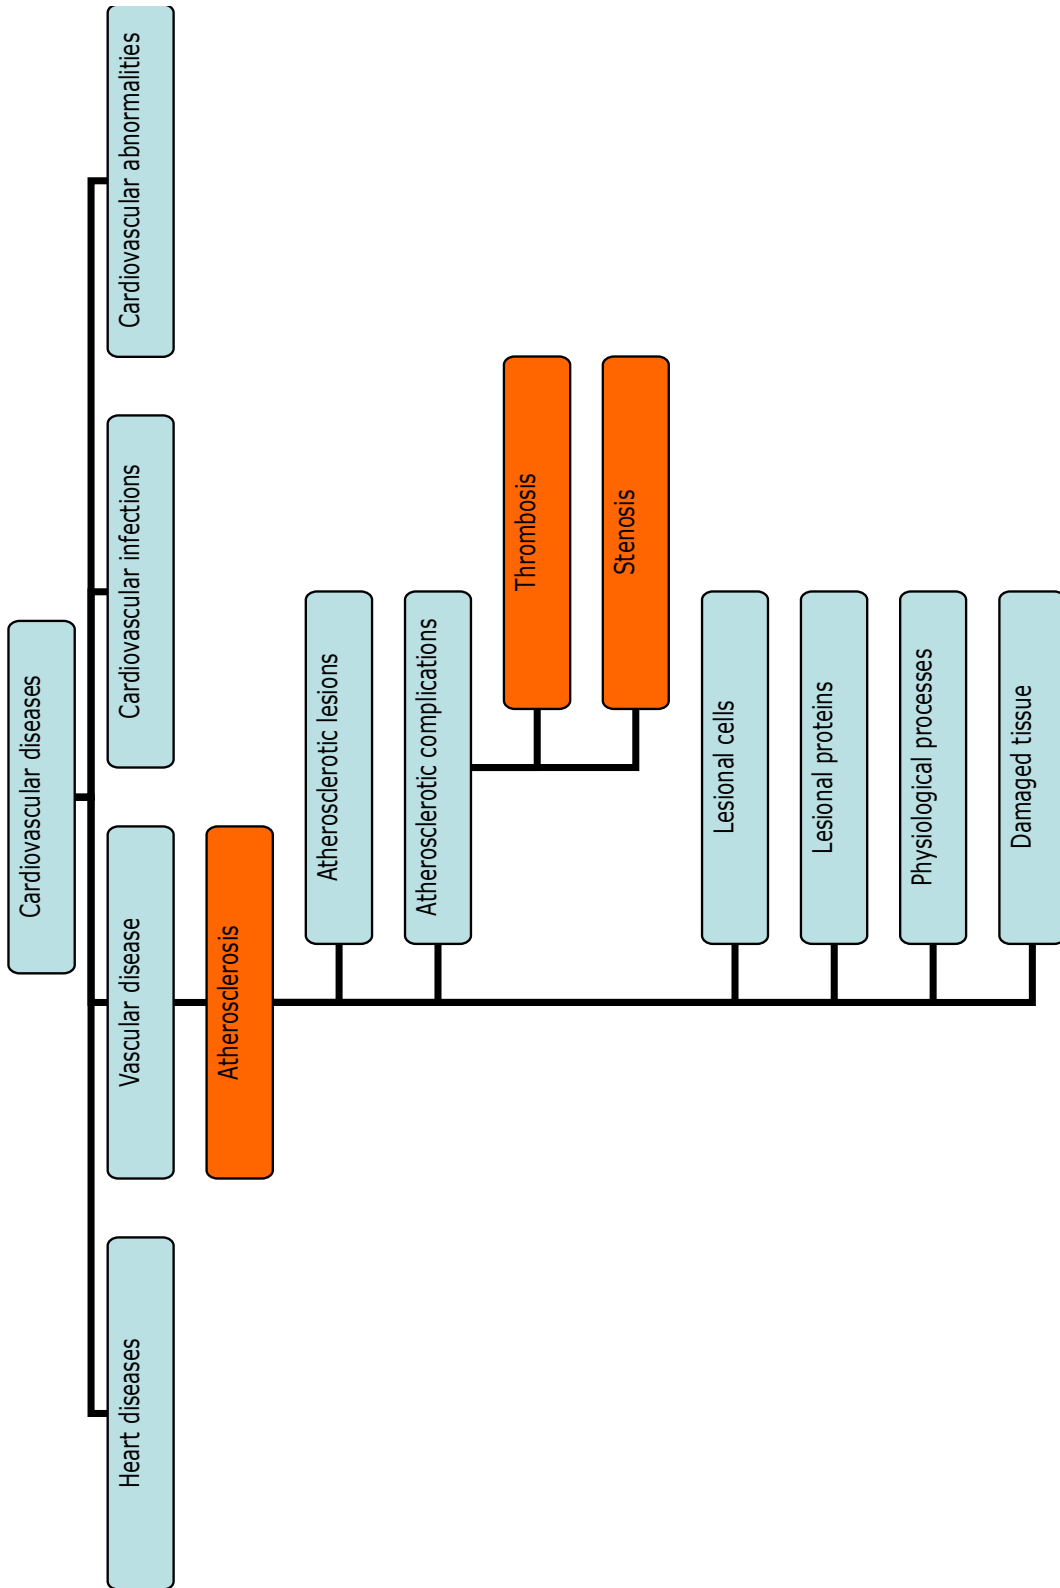 Cardiovascular diseases
Heart diseases
Vascular disease
Cardiovascular infections
Cardiovascular abnormalities
Atherosclerosis
Atherosclerotic lesions
Atherosclerotic complications
Thrombosis
Stenosis
Lesional cells
Lesional proteins
Physiological processes
Damaged tissue